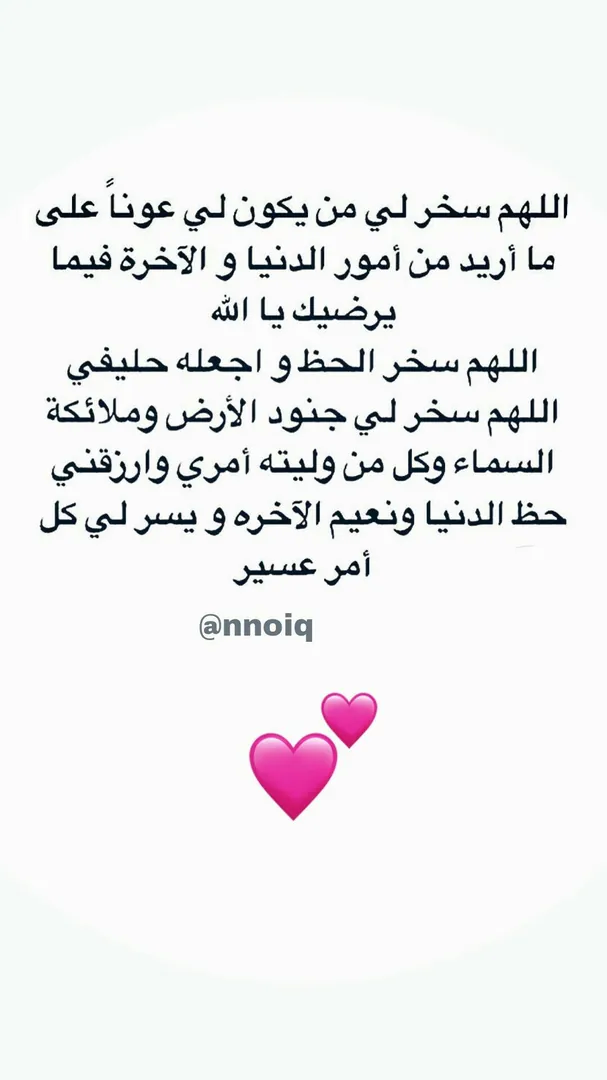 اللهم سخر لي من يكون لي عوناً على
ما أريد من أمور الدنيا و الآخرة فيما
يرضيك يا الله
اللهم سخر الحظ و اجعله حليفي
اللهم سخر لي جنود الأرض وملائكة
السماء وكل من وليته أمري وارزقني
حظ الدنيا ونعيم الآخره و يسر لي كل
أمر عسير
@nnoiq